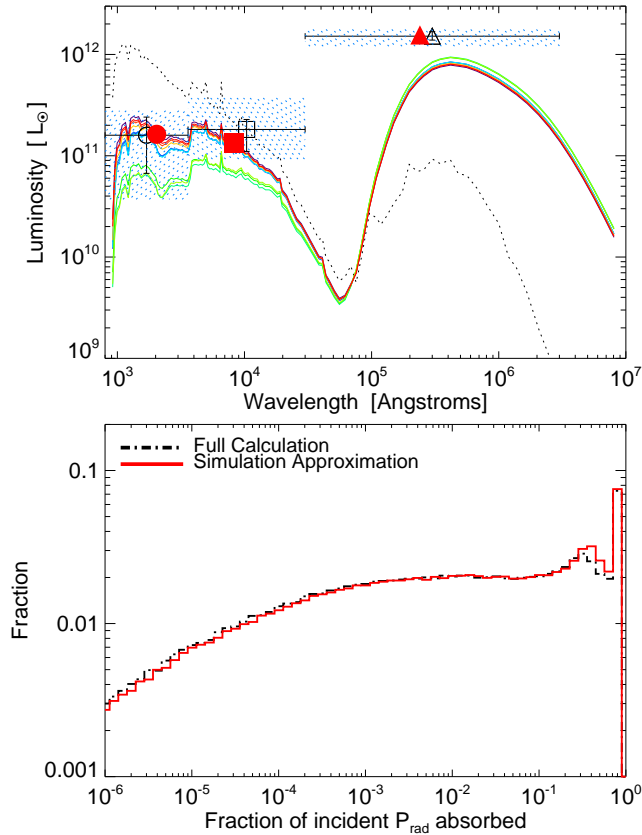 10^12
10^11
10^10
10^9
Luminosity [ L_⊙ ]
10^3 10^4 10^5 10^6 10^7
Wavelength [Angstroms]
Full Calculation
Simulation Approximation
0.1
0.01
0.001
Fraction
10^-6 10^-5 10^-4 10^-3 10^-2 10^-1 10^0
Fraction of incident P_rad absorbed